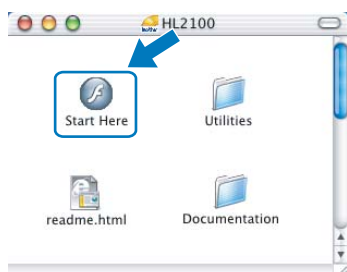 HL2100
Start Here
Utilities
readme.html
Documentation